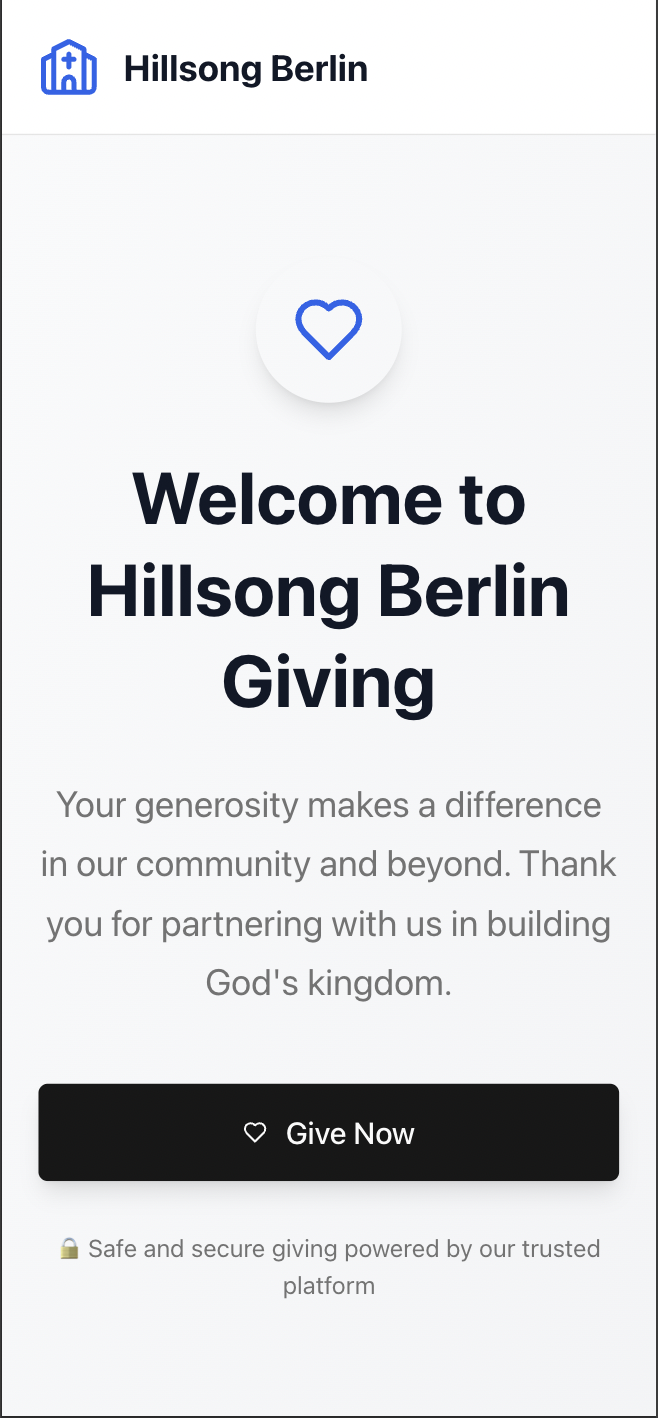 Hillsong Berlin
Welcome to
Hillsong Berlin
Giving
Your generosity makes a difference
in our community and beyond. Thank
you for partnering with us in building
God's kingdom.
Give Now
🔒 Safe and secure giving powered by our trusted
platform